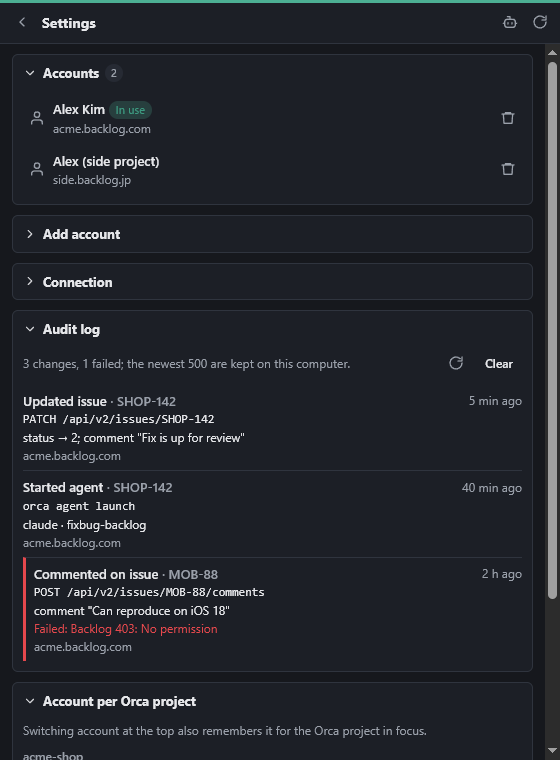 Settings
Accounts 2
Alex Kim In use
acme.backlog.com
Alex (side project)
side.backlog.jp
Add account
Connection
Audit log
3 changes, 1 failed; the newest 500 are kept on this computer. Clear
Updated issue · SHOP-142 5 min ago
PATCH /api/v2/issues/SHOP-142
status → 2; comment "Fix is up for review"
acme.backlog.com
Started agent · SHOP-142 40 min ago
orca agent launch
claude · fixbug-backlog
acme.backlog.com
Commented on issue · MOB-88 2 h ago
POST /api/v2/issues/MOB-88/comments
comment "Can reproduce on iOS 18"
Failed: Backlog 403: No permission
acme.backlog.com
Account per Orca project
Switching account at the top also remembers it for the Orca project in focus.
acme-shop